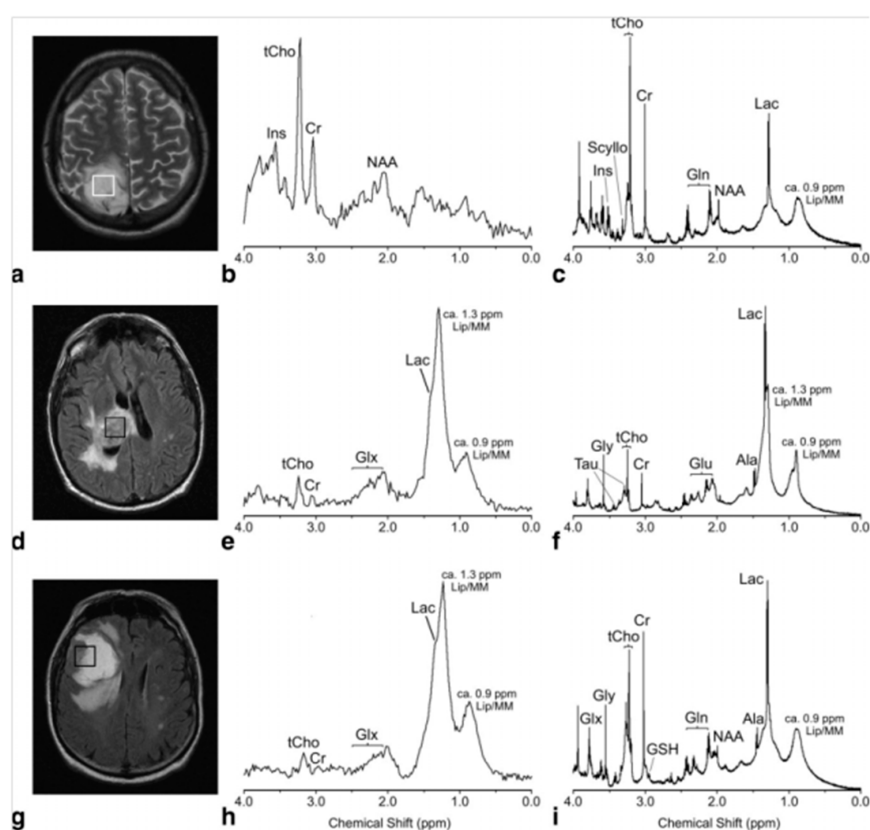 tCho
Ins
Cr
NAA
4.0 3.0 2.0 1.0 0.0
a
b
tCho
Cr
Lac
Scyllo
Ins
Gln
NAA
ca. 0.9 ppm
Lip/MM
4.0 3.0 2.0 1.0 0.0
c
ca. 1.3 ppm
Lip/MM
Lac
ca. 0.9 ppm
Lip/MM
Glx
tCho
Cr
4.0 3.0 2.0 1.0 0.0
d
e
Lac
ca. 1.3 ppm
Lip/MM
ca. 0.9 ppm
Lip/MM
tCho
Gly
Tau
Cr
Glu
Ala
4.0 3.0 2.0 1.0 0.0
f
ca. 1.3 ppm
Lip/MM
Lac
ca. 0.9 ppm
Lip/MM
Glx
tCho
Cr
4.0 3.0 2.0 1.0 0.0
Chemical Shift (ppm)
g
h
Lac
Cr
tCho
Gly
Glx
GSH
Gln
NAA
Ala
ca. 0.9 ppm
Lip/MM
4.0 3.0 2.0 1.0 0.0
Chemical Shift (ppm)
i